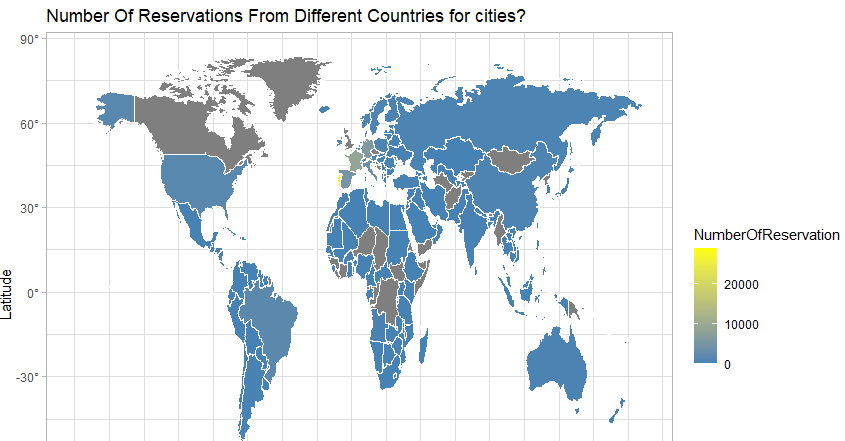 Number Of Reservations From Different Countries for cities?
90°
60°
30°
0°
-30°
Latitude
NumberOfReservation
20000
10000
0